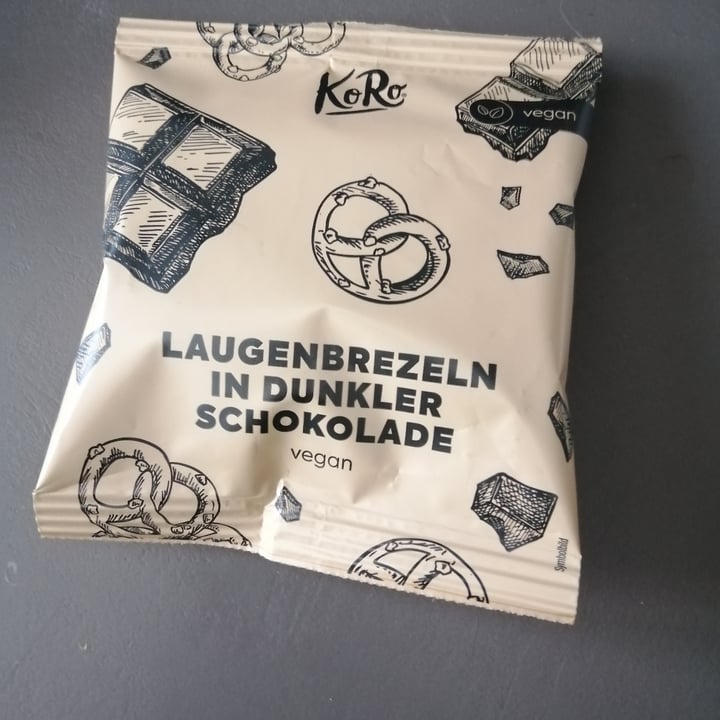 KoRo
vegan
LAUGENBREZELN
IN DUNKLER
SCHOKOLADE
vegan
Symbolbild